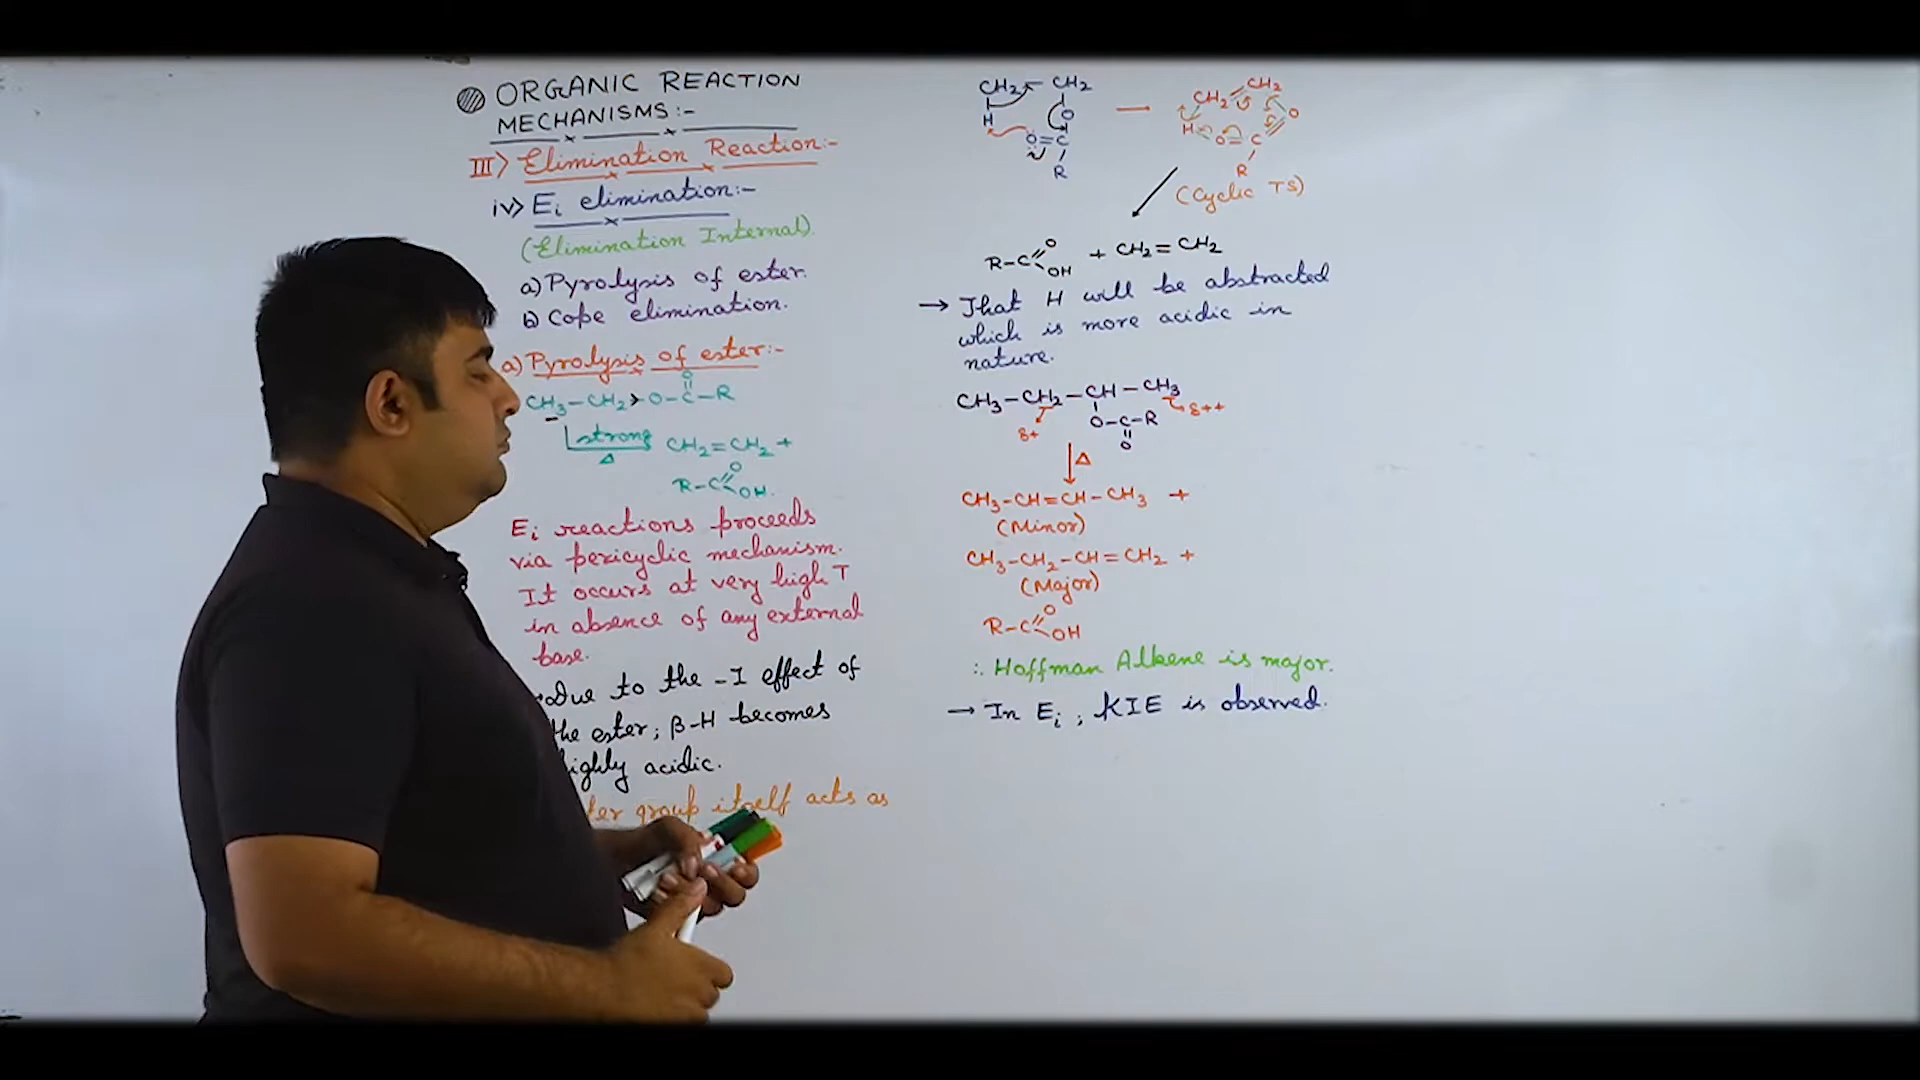 ORGANIC REACTION
MECHANISMS:-
III> Elimination Reaction:-
iv> Ei elimination:-
(Elimination Internal).
a) Pyrolysis of ester.
b) Cope elimination.
a) Pyrolysis of ester:-
O
CH3-CH2>O-C-R
strong CH2=CH2 +
Δ
O
R-C
OH.
Ei reactions proceeds
via pericyclic mechanism.
It occurs at very high T
in absence of any external
base.
Due to the -I effect of
the ester; β-H becomes
highly acidic.
group itself acts as
CH2 CH2
H O
O=C
R
CH2 CH2
O
H O=C
R
(Cyclic TS)
O
R-C + CH2=CH2
OH
→ That H will be abstracted
which is more acidic in
nature.
CH3-CH2-CH-CH3
δ++
δ+ O-C-R
O
Δ
CH3-CH=CH-CH3 +
(Minor)
CH3-CH2-CH=CH2 +
(Major)
O
R-C
OH
∴ Hoffman Alkene is major.
→ In Ei ; KIE is observed.